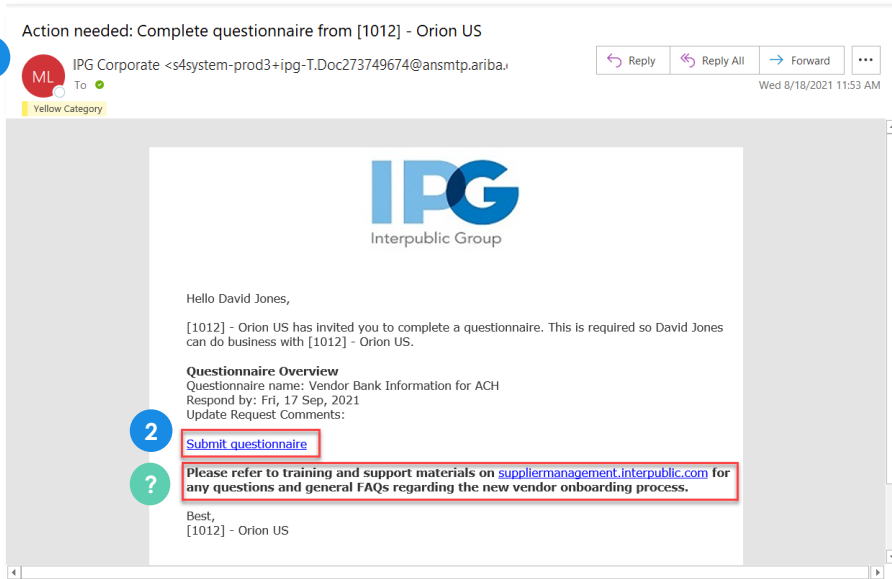 Action needed: Complete questionnaire from [1012] - Orion US
ML
IPG Corporate <s4system-prod3+ipg-T.Doc273749674@ansmtp.ariba.
To
Reply
Reply All
Forward
Wed 8/18/2021 11:53 AM
Yellow Category
IPG
Interpublic Group
Hello David Jones,
[1012] - Orion US has invited you to complete a questionnaire. This is required so David Jones
can do business with [1012] - Orion US.
Questionnaire Overview
Questionnaire name: Vendor Bank Information for ACH
Respond by: Fri, 17 Sep, 2021
Update Request Comments:
2
Submit questionnaire
?
Please refer to training and support materials on suppliermanagement.interpublic.com for
any questions and general FAQs regarding the new vendor onboarding process.
Best,
[1012] - Orion US